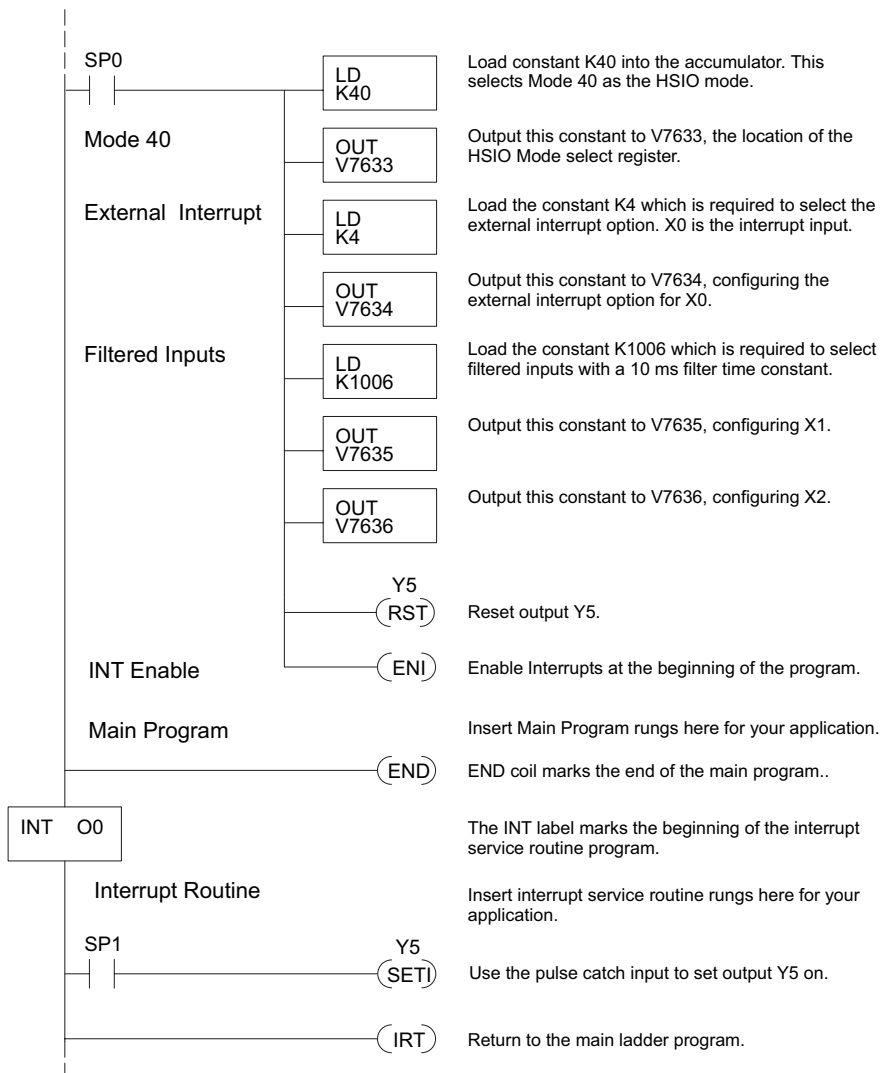 SP0
LD
K40
Load constant K40 into the accumulator. This
selects Mode 40 as the HSIO mode.
Mode 40
OUT
V7633
Output this constant to V7633, the location of the
HSIO Mode select register.
External Interrupt
LD
K4
Load the constant K4 which is required to select the
external interrupt option. X0 is the interrupt input.
OUT
V7634
Output this constant to V7634, configuring the
external interrupt option for X0.
Filtered Inputs
LD
K1006
Load the constant K1006 which is required to select
filtered inputs with a 10 ms filter time constant.
OUT
V7635
Output this constant to V7635, configuring X1.
OUT
V7636
Output this constant to V7636, configuring X2.
Y5
RST
Reset output Y5.
INT Enable
ENI
Enable Interrupts at the beginning of the program.
Main Program
Insert Main Program rungs here for your application.
END
END coil marks the end of the main program..
INT O0
The INT label marks the beginning of the interrupt
service routine program.
Interrupt Routine
Insert interrupt service routine rungs here for your
application.
SP1
Y5
SETI
Use the pulse catch input to set output Y5 on.
IRT
Return to the main ladder program.